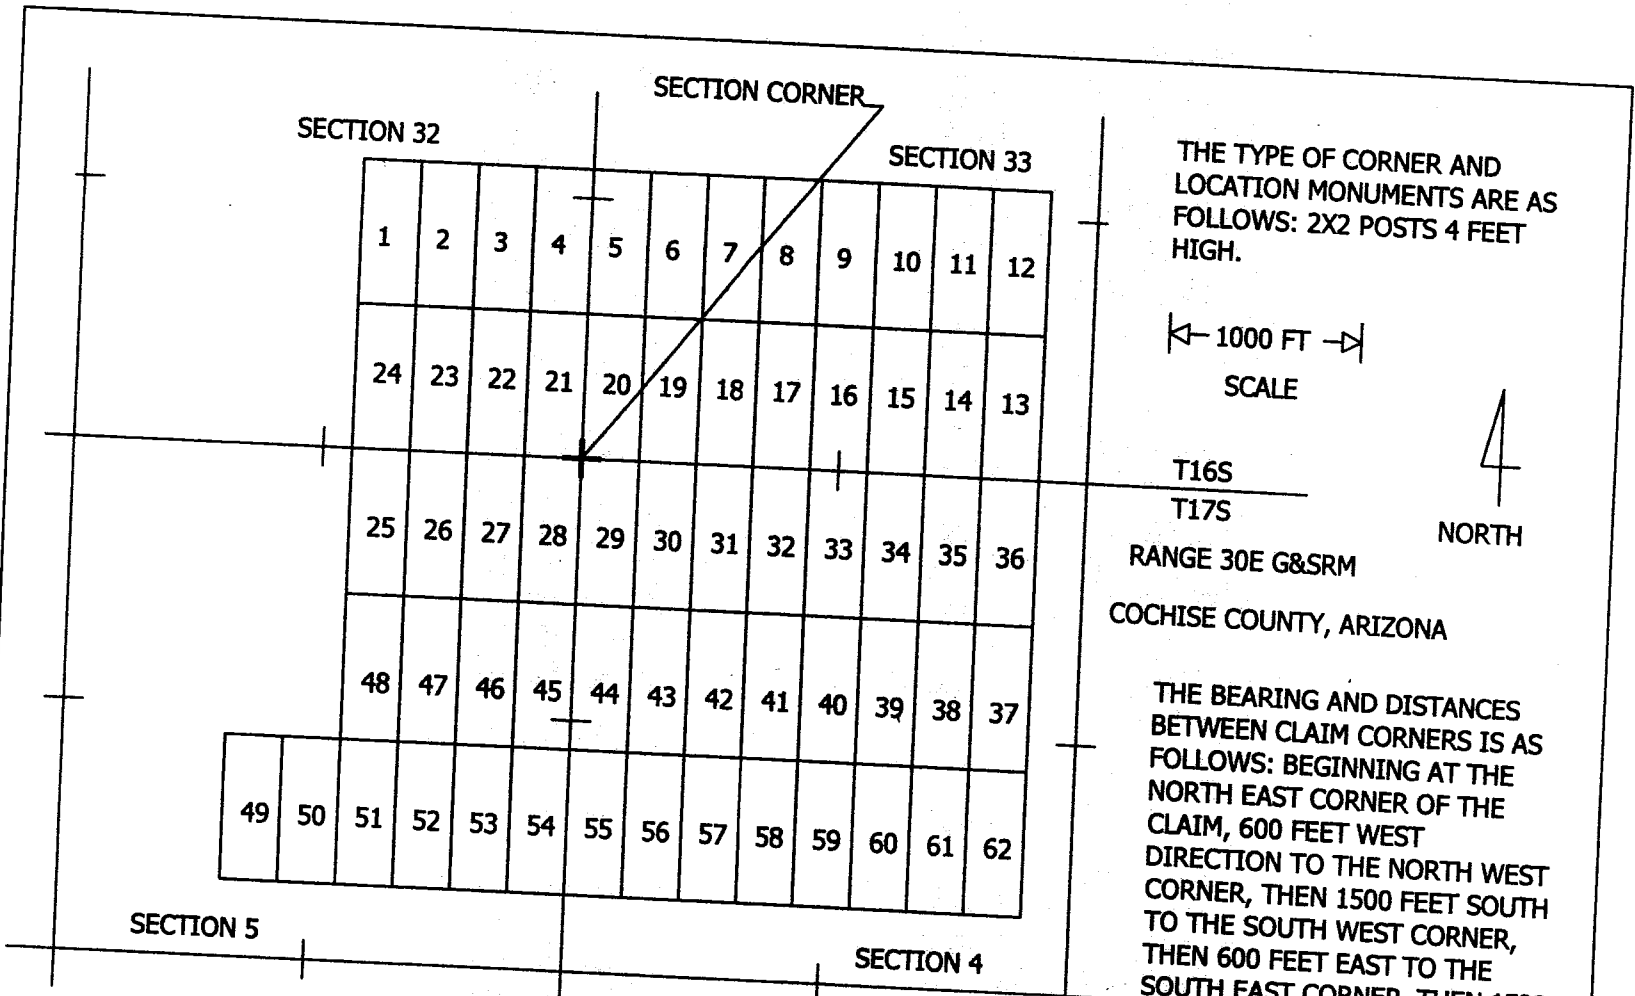 SECTION CORNER
SECTION 32
SECTION 33
1 2 3 4 5 6 7 8 9 10 11 12
24 23 22 21 20 19 18 17 16 15 14 13
25 26 27 28 29 30 31 32 33 34 35 36
48 47 46 45 44 43 42 41 40 39 38 37
49 50 51 52 53 54 55 56 57 58 59 60 61 62
SECTION 5
SECTION 4
THE TYPE OF CORNER AND
LOCATION MONUMENTS ARE AS
FOLLOWS: 2X2 POSTS 4 FEET
HIGH.
1000 FT
SCALE
T16S
T17S
NORTH
RANGE 30E G&SRM
COCHISE COUNTY, ARIZONA
THE BEARING AND DISTANCES
BETWEEN CLAIM CORNERS IS AS
FOLLOWS: BEGINNING AT THE
NORTH EAST CORNER OF THE
CLAIM, 600 FEET WEST
DIRECTION TO THE NORTH WEST
CORNER, THEN 1500 FEET SOUTH
TO THE SOUTH WEST CORNER,
THEN 600 FEET EAST TO THE
SOUTH EAST CORNER, THEN